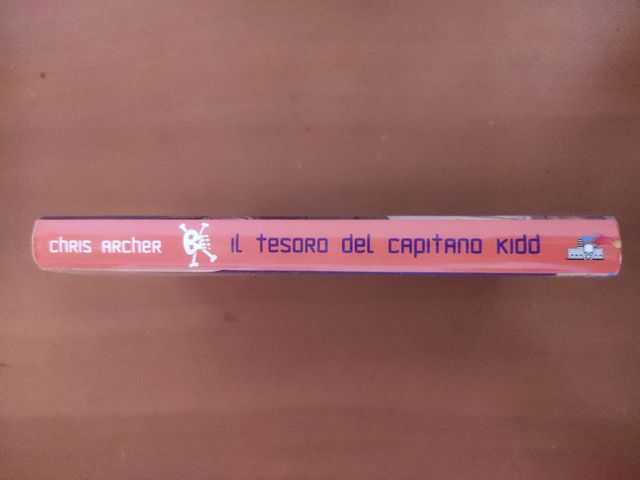 chris archer il tesoro del capitano kidd